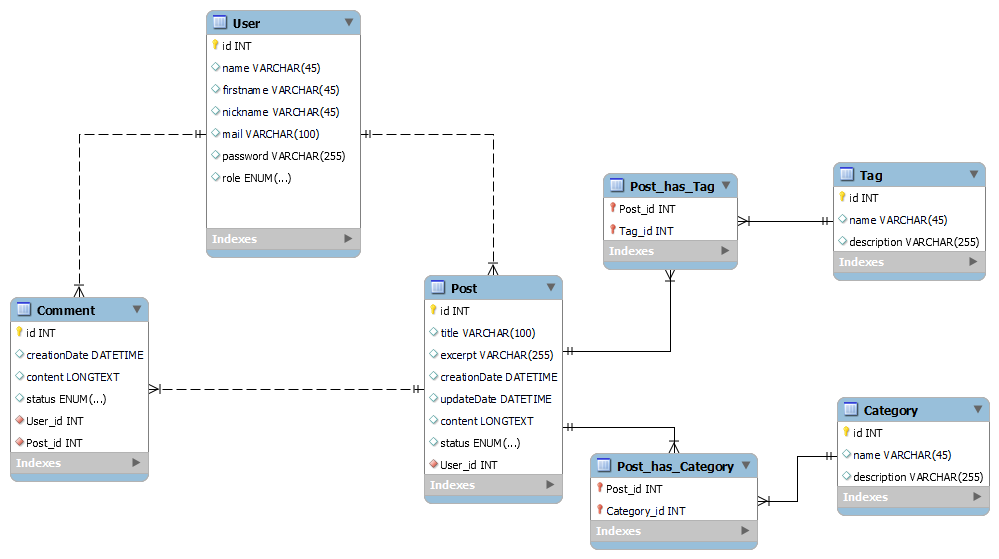 User
id INT
name VARCHAR(45)
firstname VARCHAR(45)
nickname VARCHAR(45)
mail VARCHAR(100)
password VARCHAR(255)
role ENUM(...)
Indexes
Comment
id INT
creationDate DATETIME
content LONGTEXT
status ENUM(...)
User_id INT
Post_id INT
Indexes
Post
id INT
title VARCHAR(100)
excerpt VARCHAR(255)
creationDate DATETIME
updateDate DATETIME
content LONGTEXT
status ENUM(...)
User_id INT
Indexes
Post_has_Tag
Post_id INT
Tag_id INT
Indexes
Tag
id INT
name VARCHAR(45)
description VARCHAR(255)
Indexes
Post_has_Category
Post_id INT
Category_id INT
Indexes
Category
id INT
name VARCHAR(45)
description VARCHAR(255)
Indexes